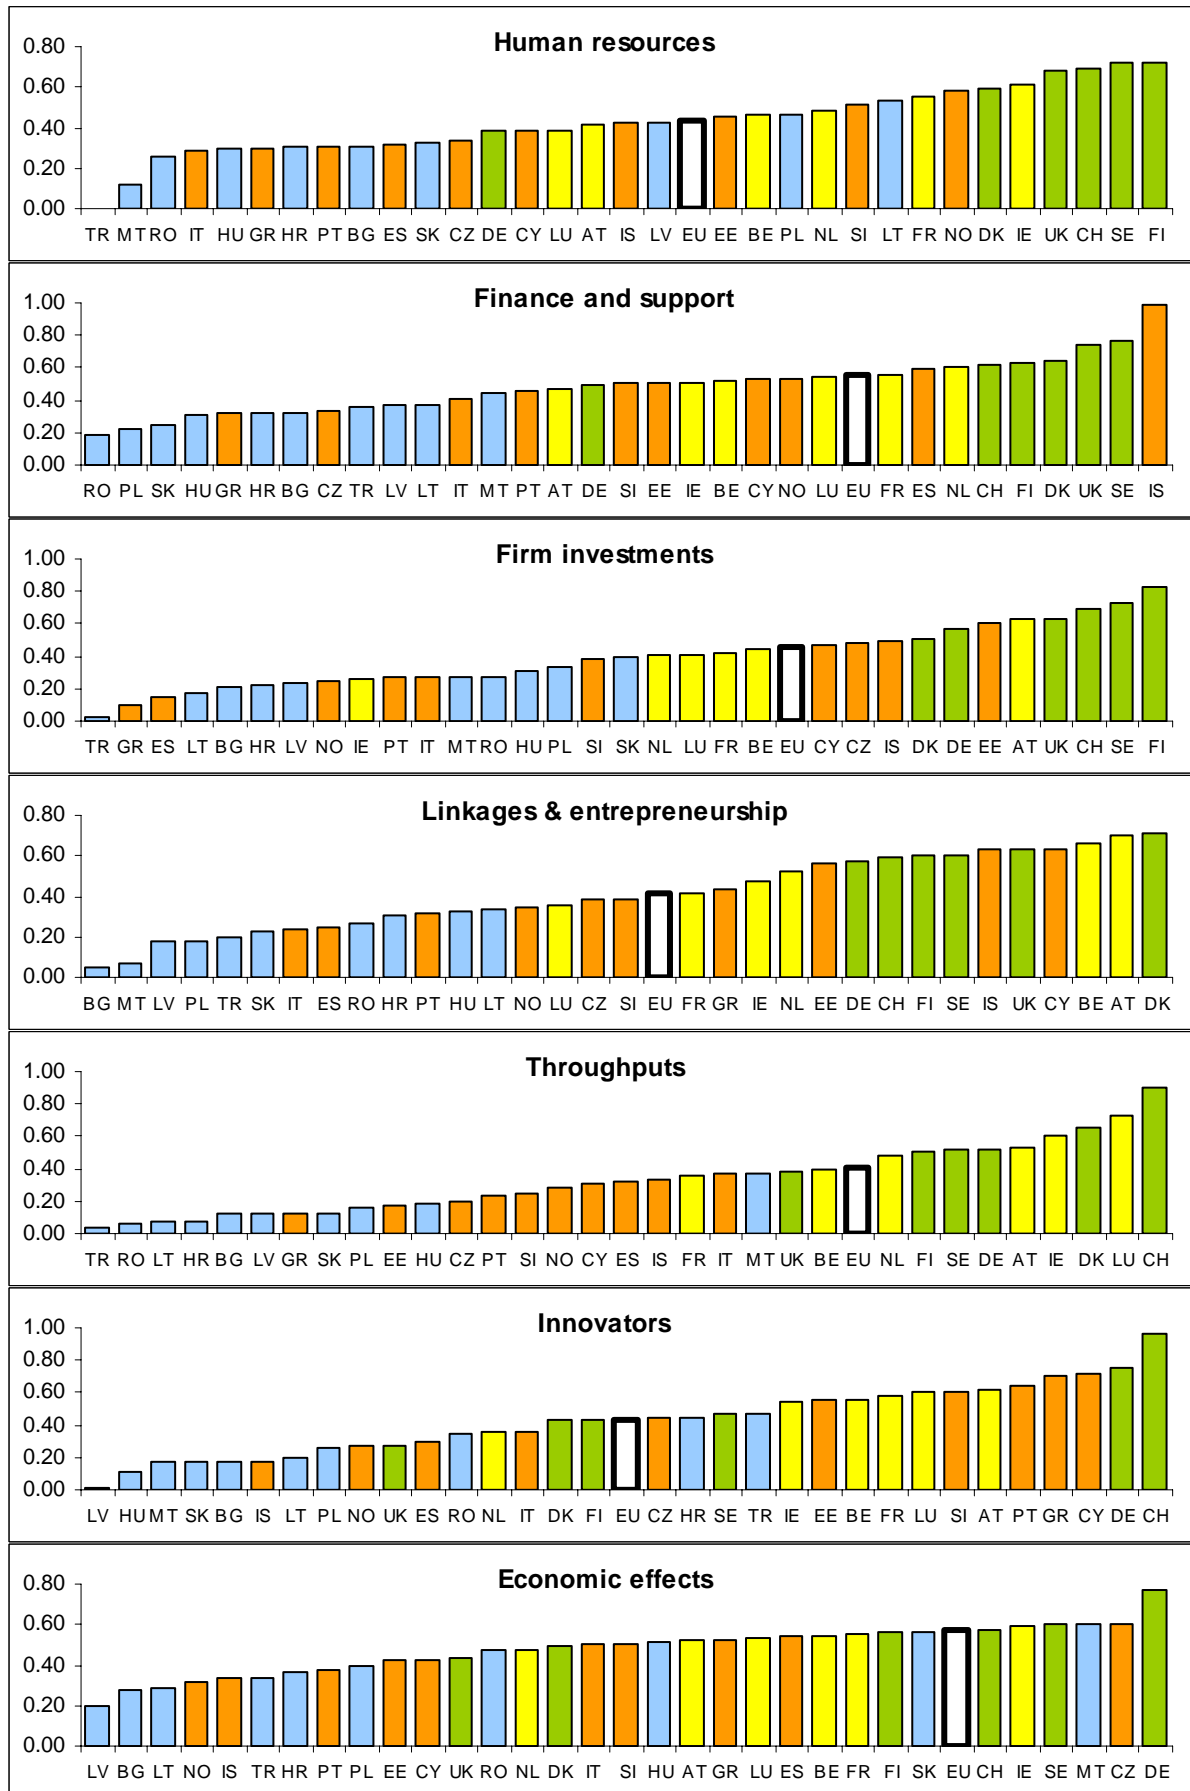 Human resources
0.80
0.60
0.40
0.20
0.00
TR MT RO IT HU GR HR PT BG ES SK CZ DE CY LU AT IS LV EU EE BE PL NL SI LT FR NO DK IE UK CH SE FI
Finance and support
1.00
0.80
0.60
0.40
0.20
0.00
RO PL SK HU GR HR BG CZ TR LV LT IT MT PT AT DE SI EE IE BE CY NO LU EU FR ES NL CH FI DK UK SE IS
Firm investments
1.00
0.80
0.60
0.40
0.20
0.00
TR GR ES LT BG HR LV NO IE PT IT MT RO HU PL SI SK NL LU FR BE EU CY CZ IS DK DE EE AT UK CH SE FI
Linkages & entrepreneurship
0.80
0.60
0.40
0.20
0.00
BG MT LV PL TR SK IT ES RO HR PT HU LT NO LU CZ SI EU FR GR IE NL EE DE CH FI SE IS UK CY BE AT DK
Throughputs
1.00
0.80
0.60
0.40
0.20
0.00
TR RO LT HR BG LV GR SK PL EE HU CZ PT SI NO CY ES IS FR IT MT UK BE EU NL FI SE DE AT IE DK LU CH
Innovators
1.00
0.80
0.60
0.40
0.20
0.00
LV HU MT SK BG IS LT PL NO UK ES RO NL IT DK FI EU CZ HR SE TR IE EE BE FR LU SI AT PT GR CY DE CH
Economic effects
0.80
0.60
0.40
0.20
0.00
LV BG LT NO IS TR HR PT PL EE CY UK RO NL DK IT SI HU AT GR LU ES BE FR FI SK EU CH IE SE MT CZ DE